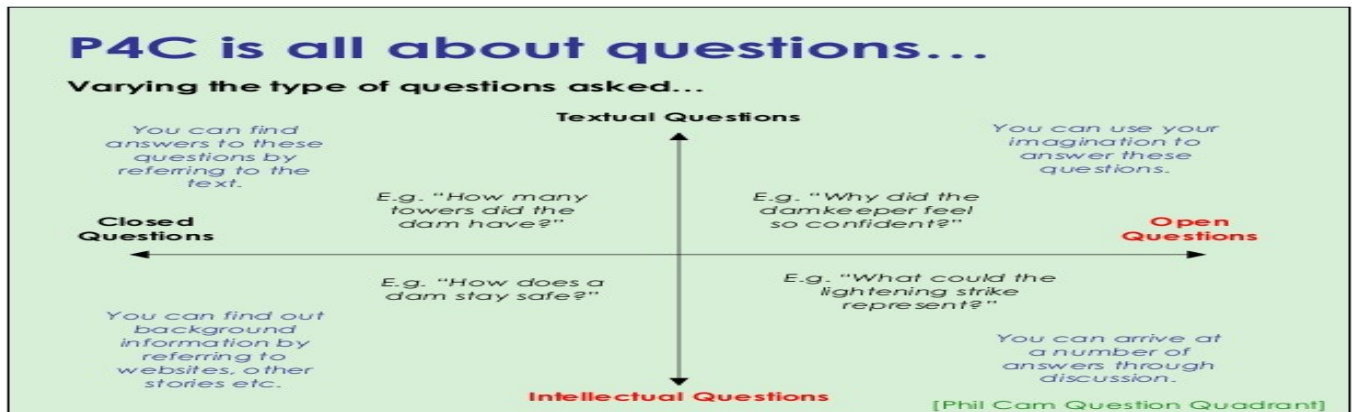 P4C is all about questions...
Varying the type of questions asked...
Textual Questions
You can find
answers to these
questions by
referring to the
text.
You can use your
imagination to
answer these
questions.
E.g. "How many
towers did the
dam have?"
E.g. "Why did the
damkeeper feel
so confident?"
Closed
Questions
Open
Questions
E.g. "How does a
dam stay safe?"
E.g. "What could the
lightening strike
represent?"
You can find out
background
information by
referring to
websites, other
stories etc.
You can arrive at
a number of
answers through
discussion.
Intellectual Questions
[Phil Cam Question Quadrant]